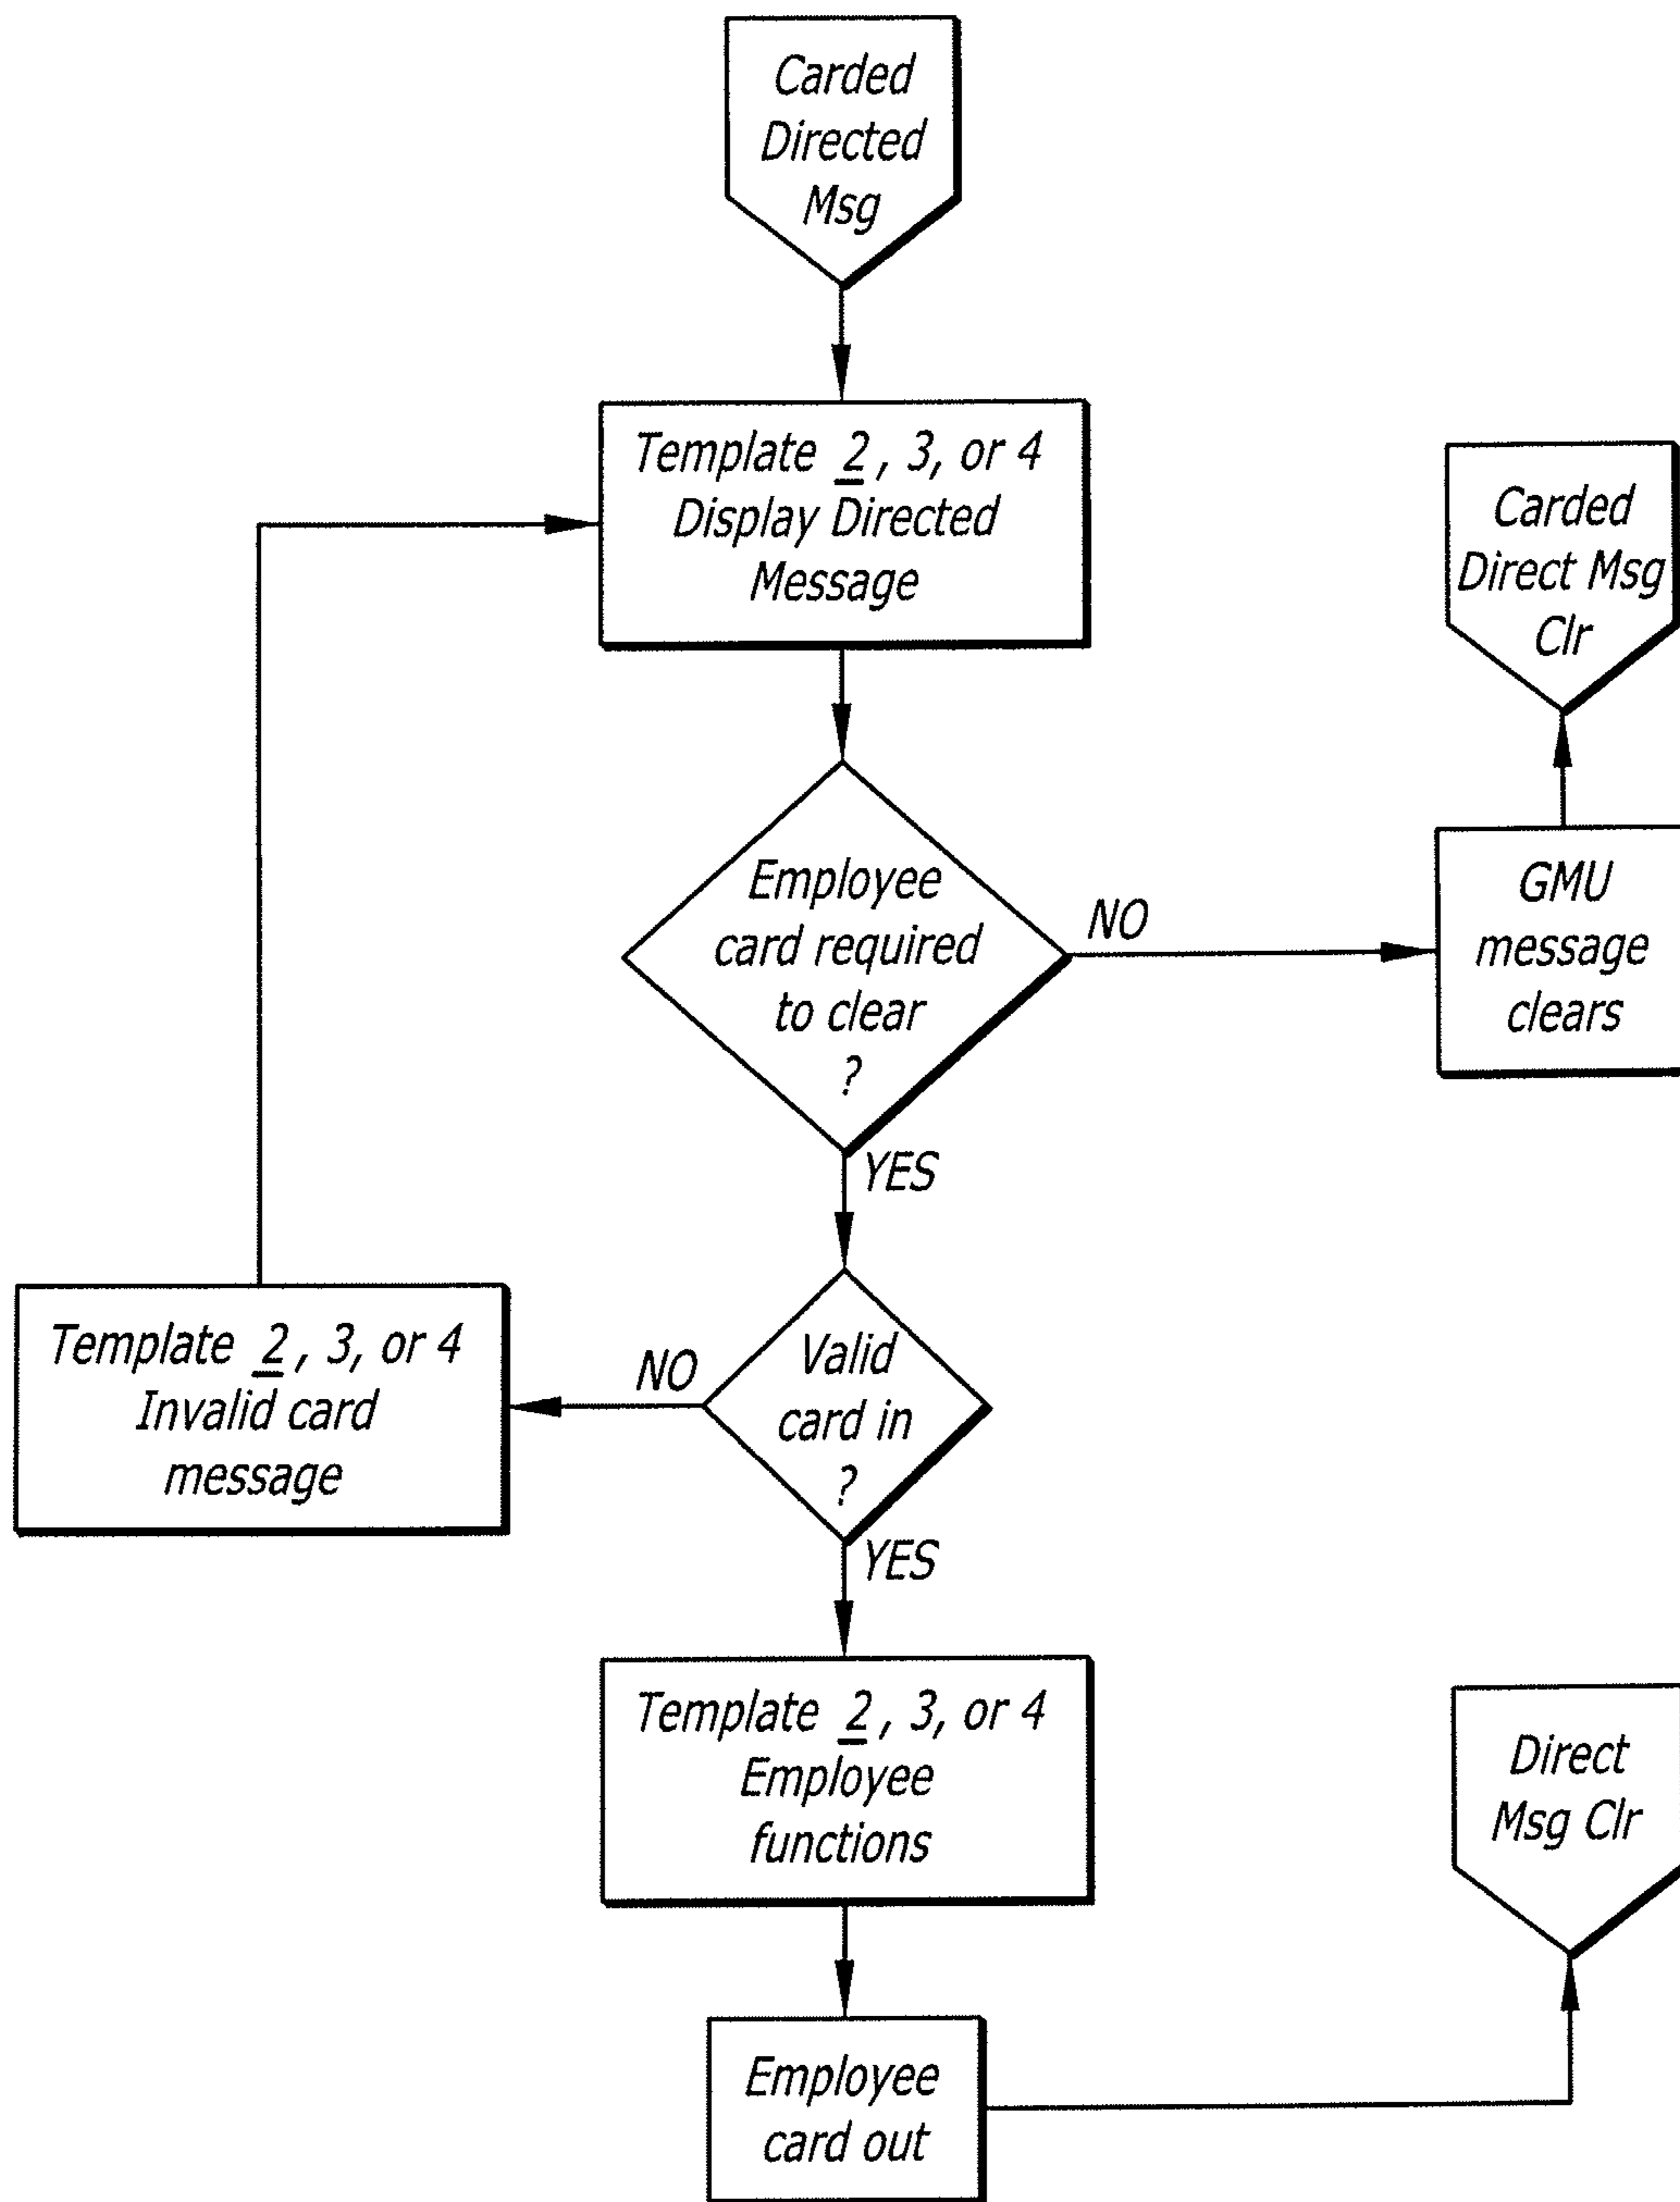 Carded
Directed
Msg
Template 2, 3, or 4
Display Directed
Message
Carded
Direct Msg
Clr
Employee
card required
to clear
?
NO
GMU
message
clears
YES
Valid
card in
?
NO
Template 2, 3, or 4
Invalid card
message
YES
Template 2, 3, or 4
Employee
functions
Direct
Msg Clr
Employee
card out